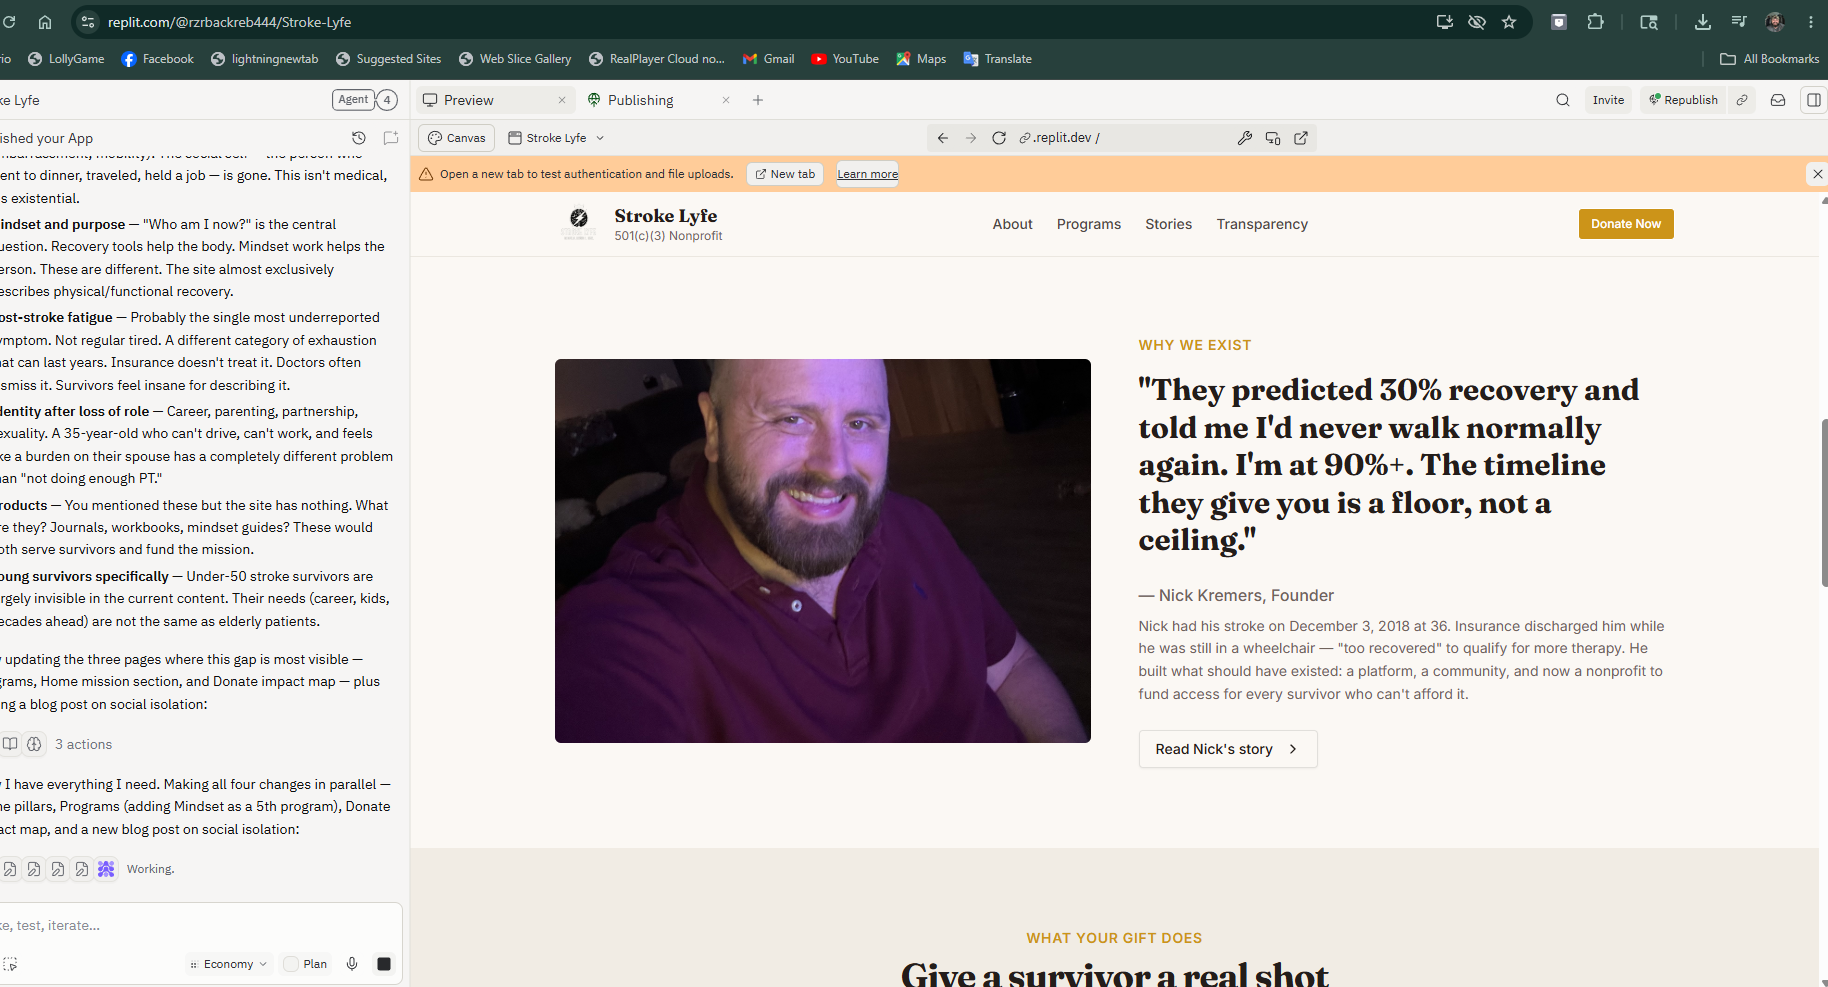 replit.com/@rzrbackreb444/Stroke-Lyfe
io LollyGame Facebook lightningnewtab Suggested Sites Web Slice Gallery RealPlayer Cloud no... Gmail YouTube Maps Translate All Bookmarks
ke Lyfe Agent 4
ished your App
ent to dinner, traveled, held a job — is gone. This isn't medical,
s existential.
indset and purpose — "Who am I now?" is the central
uestion. Recovery tools help the body. Mindset work helps the
erson. These are different. The site almost exclusively
escribes physical/functional recovery.
ost-stroke fatigue — Probably the single most underreported
ymptom. Not regular tired. A different category of exhaustion
at can last years. Insurance doesn't treat it. Doctors often
smiss it. Survivors feel insane for describing it.
dentity after loss of role — Career, parenting, partnership,
exuality. A 35-year-old who can't drive, can't work, and feels
ke a burden on their spouse has a completely different problem
han "not doing enough PT."
roducts — You mentioned these but the site has nothing. What
re they? Journals, workbooks, mindset guides? These would
oth serve survivors and fund the mission.
oung survivors specifically — Under-50 stroke survivors are
rgely invisible in the current content. Their needs (career, kids,
ecades ahead) are not the same as elderly patients.
updating the three pages where this gap is most visible —
grams, Home mission section, and Donate impact map — plus
ng a blog post on social isolation:
3 actions
I have everything I need. Making all four changes in parallel —
ne pillars, Programs (adding Mindset as a 5th program), Donate
act map, and a new blog post on social isolation:
Working.
ke, test, iterate...
Economy Plan
Preview Publishing Invite Republish
Canvas Stroke Lyfe .replit.dev /
Open a new tab to test authentication and file uploads. New tab Learn more
Stroke Lyfe
501(c)(3) Nonprofit
About Programs Stories Transparency Donate Now
WHY WE EXIST
"They predicted 30% recovery and
told me I'd never walk normally
again. I'm at 90%+. The timeline
they give you is a floor, not a
ceiling."
— Nick Kremers, Founder
Nick had his stroke on December 3, 2018 at 36. Insurance discharged him while
he was still in a wheelchair — "too recovered" to qualify for more therapy. He
built what should have existed: a platform, a community, and now a nonprofit to
fund access for every survivor who can't afford it.
Read Nick's story
WHAT YOUR GIFT DOES
Give a survivor a real shot